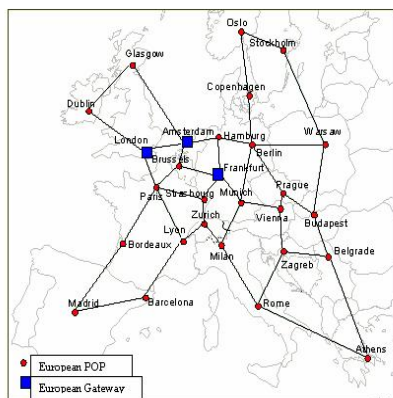 Oslo
Stockholm
Glasgow
Copenhagen
Dublin
Amsterdam
Hamburg
Warsaw
London
Berlin
Brussels
Frankfurt
Prague
Strasbourg
Paris
Munich
Zurich
Vienna
Budapest
Lyon
Bordeaux
Milan
Zagreb
Belgrade
Madrid
Barcelona
Rome
Athens
European POP
European Gateway